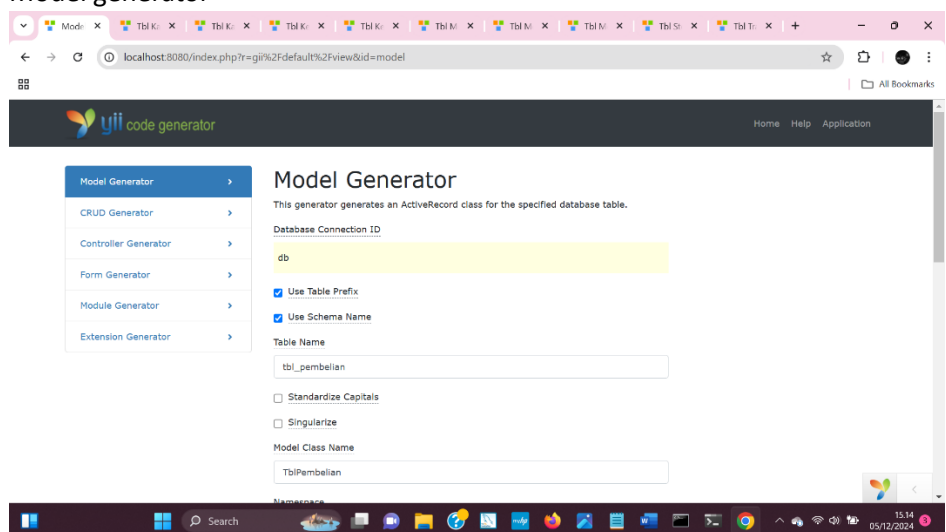 Model generator
Mode
Tbl Ka
Tbl Ka
Tbl Ke
Tbl Ke
Tbl M
Tbl M
Tbl M
Tbl St
Tbl Tr
localhost:8080/index.php?r=gii%2Fdefault%2Fview&id=model
All Bookmarks
yii code generator
Home Help Application
Model Generator
CRUD Generator
Controller Generator
Form Generator
Module Generator
Extension Generator
Model Generator
This generator generates an ActiveRecord class for the specified database table.
Database Connection ID
db
Use Table Prefix
Use Schema Name
Table Name
tbl_pembelian
Standardize Capitals
Singularize
Model Class Name
TblPembelian
Namespace
Search
15.14
05/12/2024